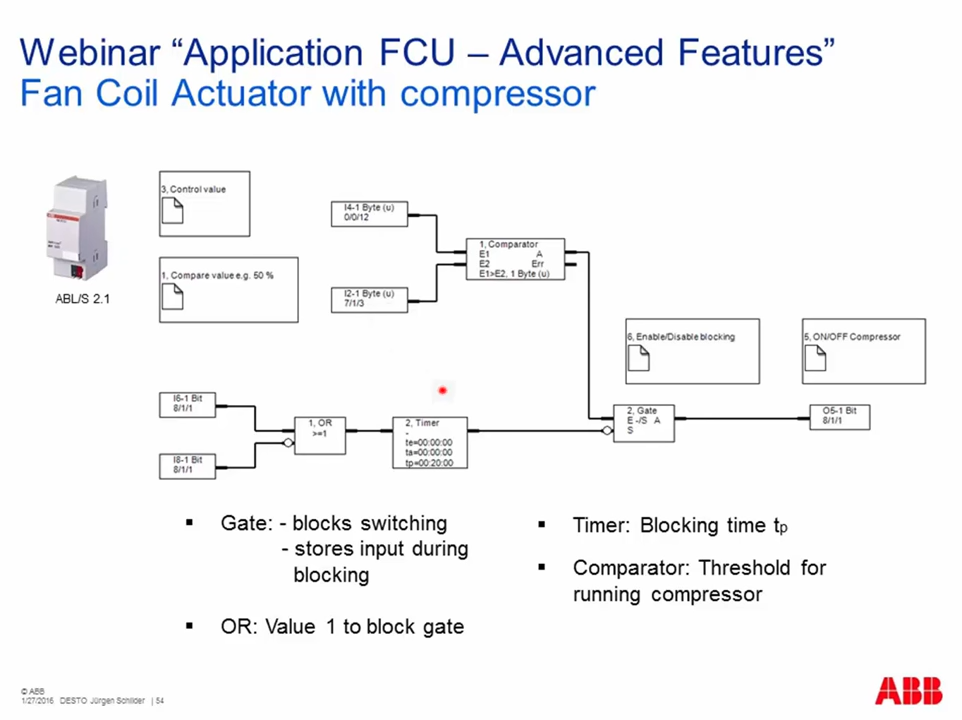 Webinar “Application FCU – Advanced Features”
Fan Coil Actuator with compressor
3, Control value
I4-1 Byte (u)
0/0/12
1, Comparator
E1 A
E2 Err
E1>E2, 1 Byte (u)
1, Compare value e.g. 50 %
I2-1 Byte (u)
7/1/3
ABL/S 2.1
6, Enable/Disable blocking
5, ON/OFF Compressor
I6-1 Bit
8/1/1
1, OR
>=1
2, Timer
-
te=00:00:00
ta=00:00:00
tp=00:20:00
2, Gate
E -/S A
S
O5-1 Bit
8/1/1
I8-1 Bit
8/1/1
▪ Gate: - blocks switching
- stores input during
blocking
▪ OR: Value 1 to block gate
▪ Timer: Blocking time tp
▪ Comparator: Threshold for
running compressor
© ABB
1/27/2016 DESTO Jürgen Schilder | 54
ABB